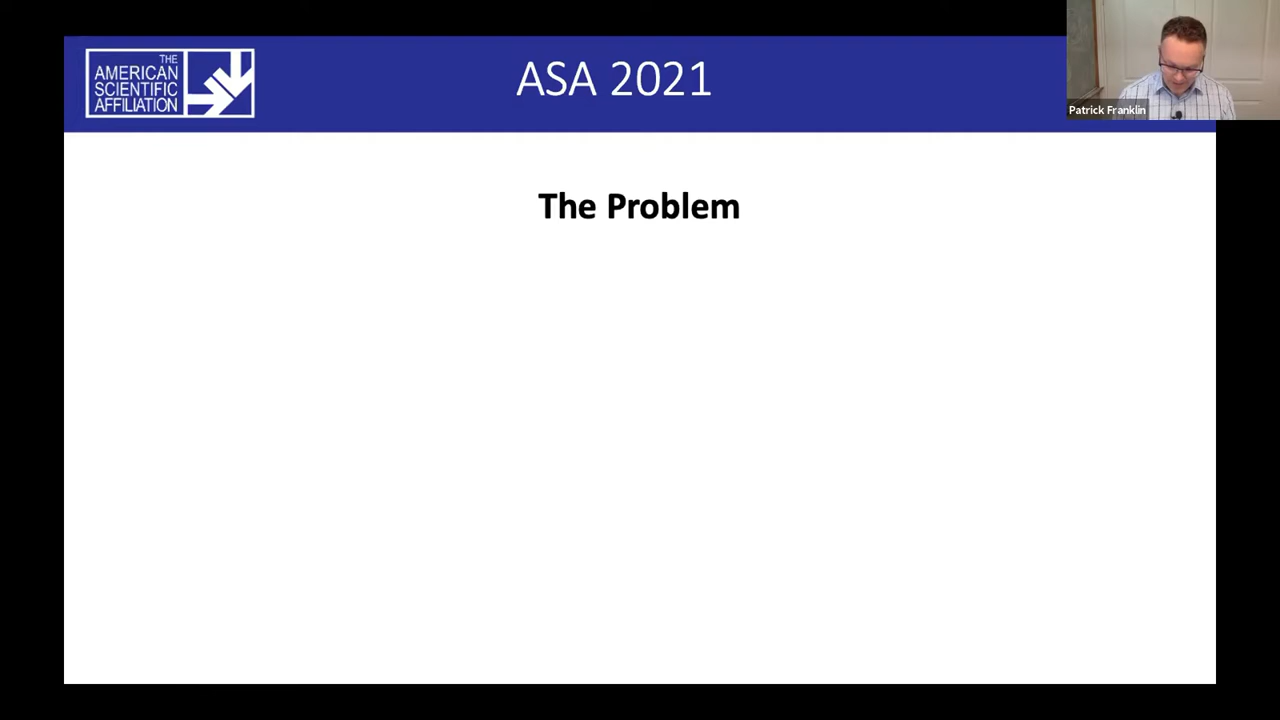 THE
AMERICAN
SCIENTIFIC
AFFILIATION
ASA 2021
Patrick Franklin
The Problem